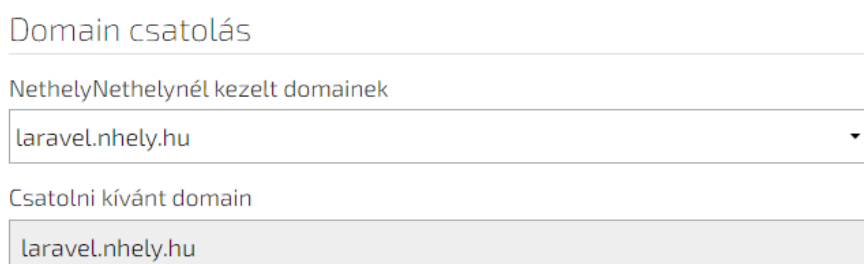 Domain csatolás
NethelyNethelynél kezelt domainek
laravel.nhely.hu
Csatolni kívánt domain
laravel.nhely.hu